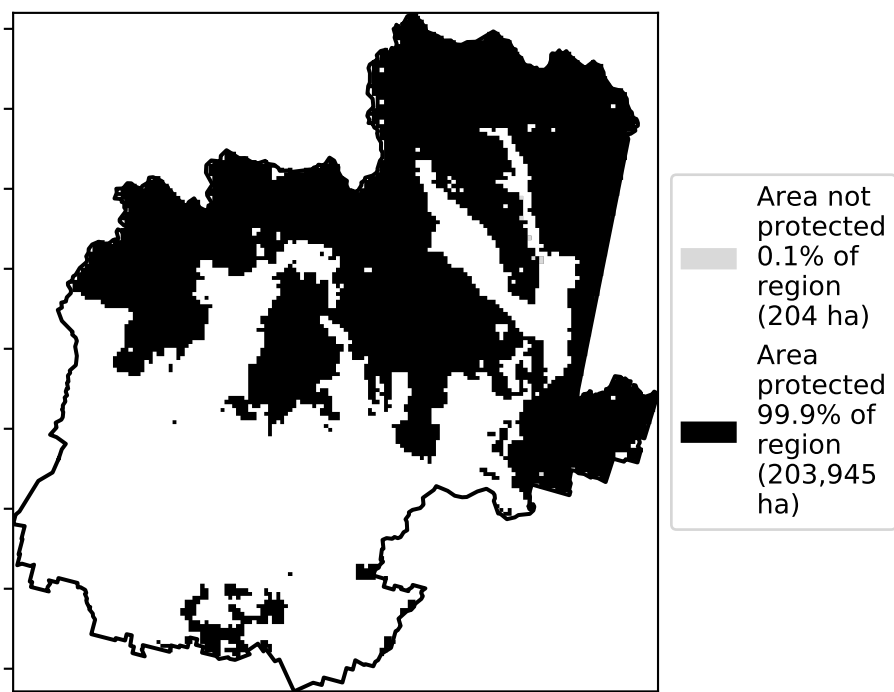 Area not
protected
0.1% of
region
(204 ha)
Area
protected
99.9% of
region
(203,945
ha)